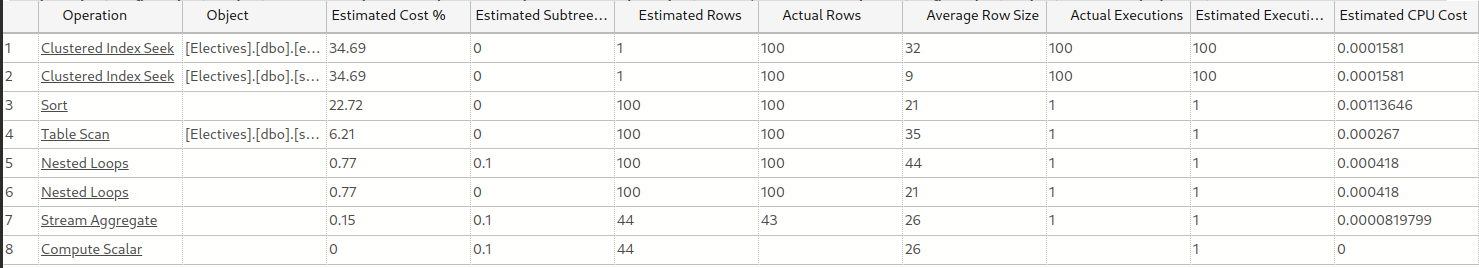 Operation Object Estimated Cost % Estimated Subtree... Estimated Rows Actual Rows Average Row Size Actual Executions Estimated Executi... Estimated CPU Cost
1 Clustered Index Seek [Electives].[dbo].[e... 34.69 0 1 100 32 100 100 0.0001581
2 Clustered Index Seek [Electives].[dbo].[s... 34.69 0 1 100 9 100 100 0.0001581
3 Sort 22.72 0 100 100 21 1 1 0.00113646
4 Table Scan [Electives].[dbo].[s... 6.21 0 100 100 35 1 1 0.000267
5 Nested Loops 0.77 0.1 100 100 44 1 1 0.000418
6 Nested Loops 0.77 0 100 100 21 1 1 0.000418
7 Stream Aggregate 0.15 0.1 44 43 26 1 1 0.0000819799
8 Compute Scalar 0 0.1 44 26 1 0